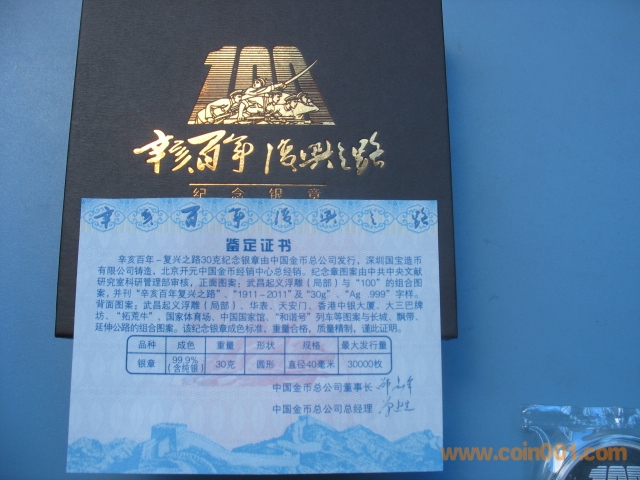 100
辛亥百年 復興之路
纪念银章
辛亥百年復興之路
鉴定证书
辛亥百年-复兴之路30克纪念银章由中国金币总公司发行,深圳国宝造币
有限公司铸造,北京开元中国金币经销中心总经销。纪念章图案由中共中央文献
研究室科研管理部审核,正面图案:武昌起义浮雕(局部)与“100”的组合图
案,并刊“辛亥百年复兴之路”、“1911-2011”及“30g”、“Ag .999”字样。
背面图案:武昌起义浮雕(局部)、华表、天安门、香港中银大厦、大三巴牌
坊、“拓荒牛”、国家体育场、中国国家馆、“和谐号”列车等图案与长城、飘带、
延伸公路的组合图案。该纪念银章成色标准,重量合格,质量精制,谨此证明。
品种 成色 重量 形状 规格 最大发行量
银章 99.9%(含纯银) 30克 圆形 直径40毫米 30000枚
中国金币总公司董事长
中国金币总公司总经理
100
www.coin001.com